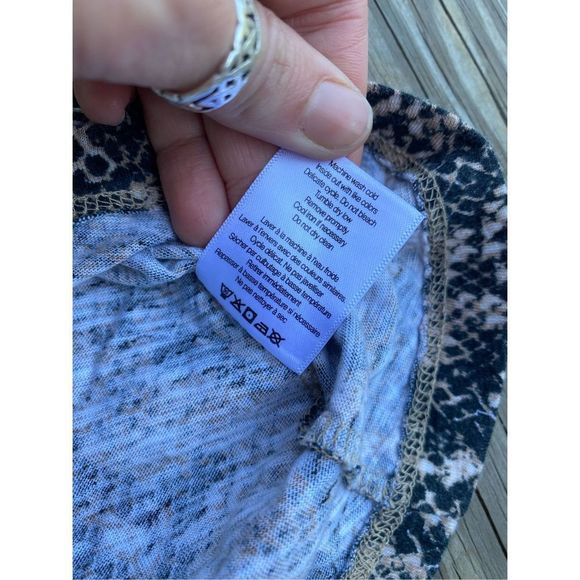 Machine wash cold
Inside out with like colors
Delicate cycle. Do not bleach
Tumble dry low
Remove promptly
Cool iron if necessary
Do not dry clean
Laver à la machine à l'eau froide
Laver à l'envers avec des couleurs similaires
Cycle délicat. Ne pas javelliser
Sécher par culbutage à basse température
Retirer immédiatement
Repasser à basse température si nécessaire
Ne pas nettoyer à sec